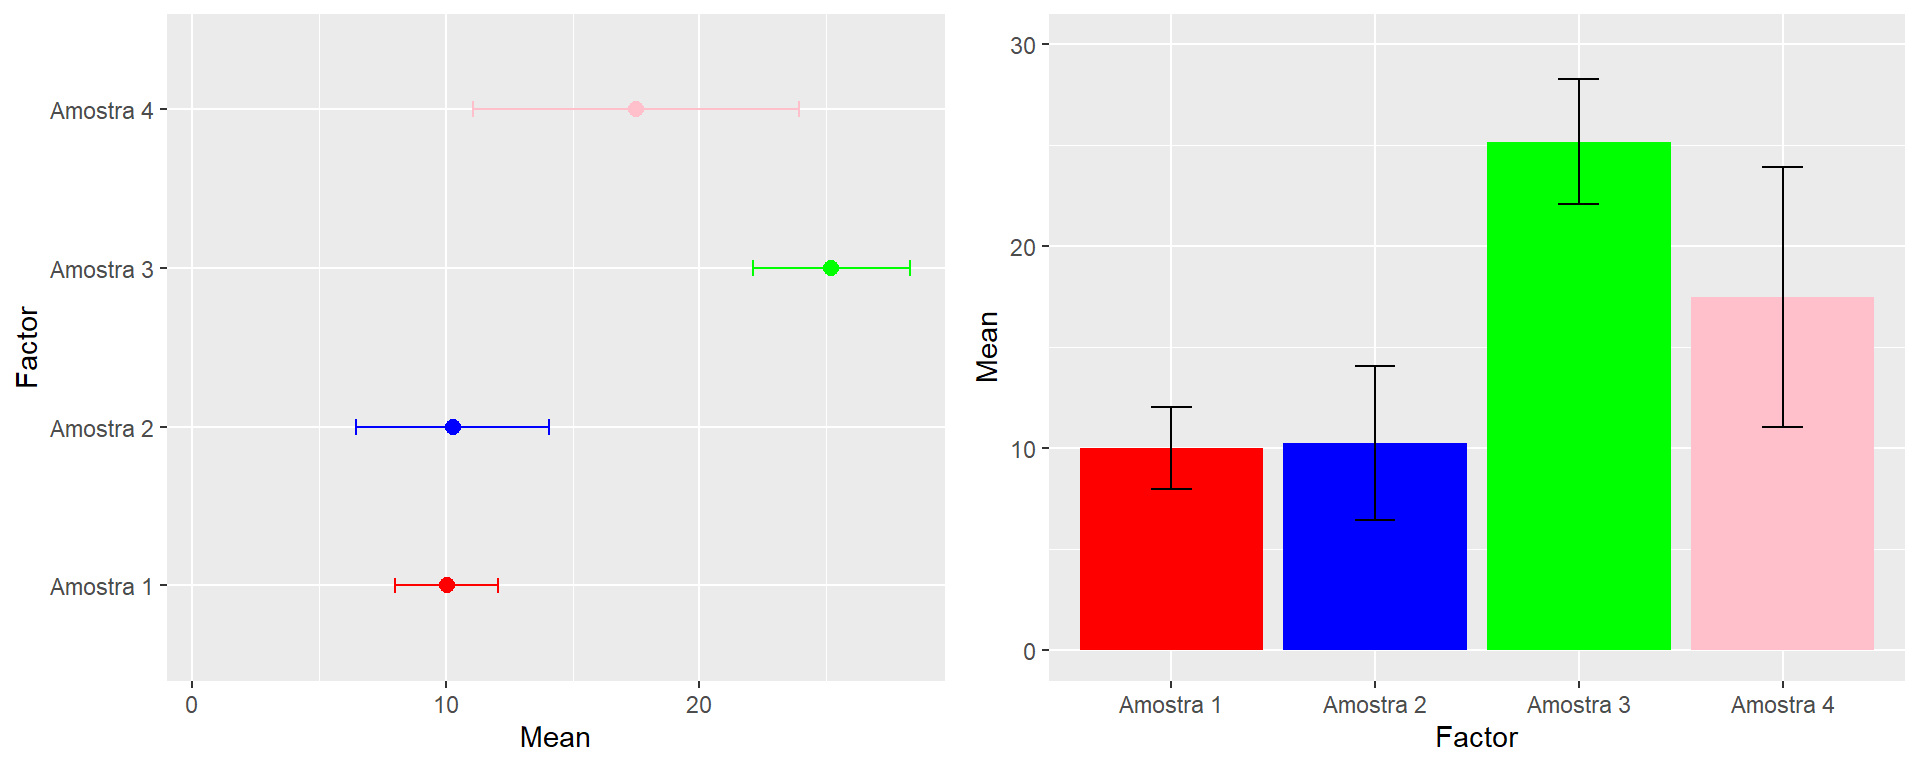 Factor
Amostra 4
Amostra 3
Amostra 2
Amostra 1
0 10 20
Mean
Mean
30
20
10
0
Amostra 1 Amostra 2 Amostra 3 Amostra 4
Factor